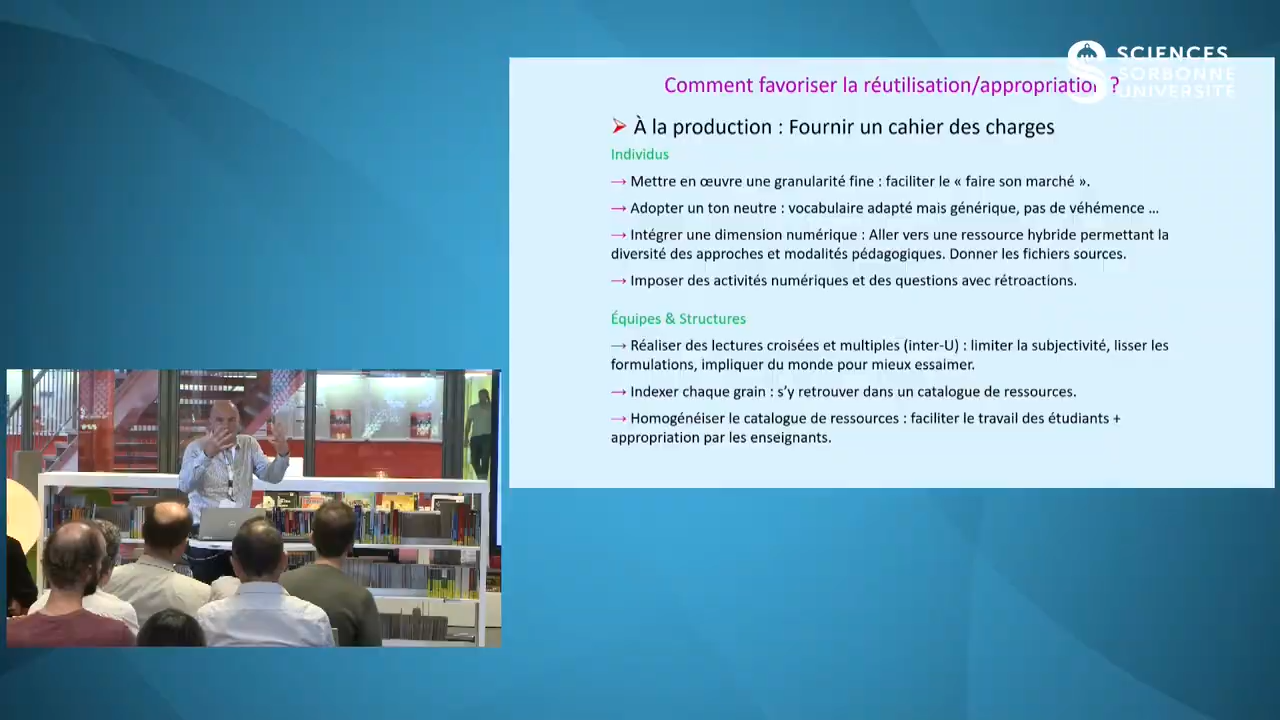 SCIENCES
SORBONNE
UNIVERSITÉ
Comment favoriser la réutilisation/appropriation ?
➢ À la production : Fournir un cahier des charges
Individus
→ Mettre en œuvre une granularité fine : faciliter le « faire son marché ».
→ Adopter un ton neutre : vocabulaire adapté mais générique, pas de véhémence …
→ Intégrer une dimension numérique : Aller vers une ressource hybride permettant la
diversité des approches et modalités pédagogiques. Donner les fichiers sources.
→ Imposer des activités numériques et des questions avec rétroactions.
Équipes & Structures
→ Réaliser des lectures croisées et multiples (inter-U) : limiter la subjectivité, lisser les
formulations, impliquer du monde pour mieux essaimer.
→ Indexer chaque grain : s’y retrouver dans un catalogue de ressources.
→ Homogénéiser le catalogue de ressources : faciliter le travail des étudiants +
appropriation par les enseignants.